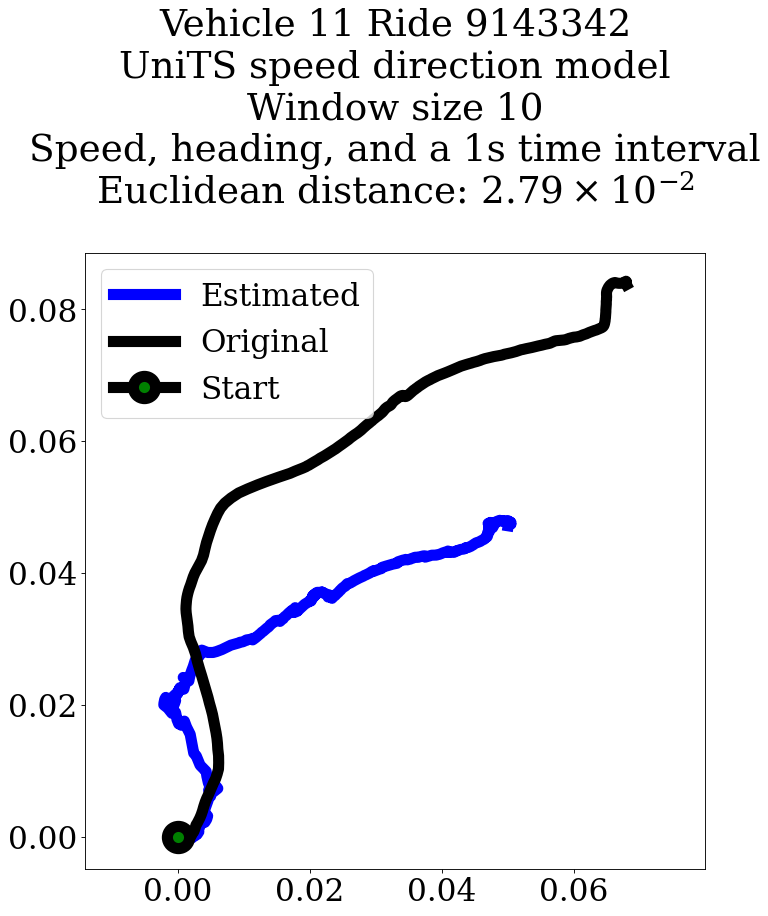 Vehicle 11 Ride 9143342
UniTS speed direction model
Window size 10
Speed, heading, and a 1s time interval
Euclidean distance: 2.79 × 10⁻²
Estimated
Original
Start
0.08
0.06
0.04
0.02
0.00
0.00 0.02 0.04 0.06